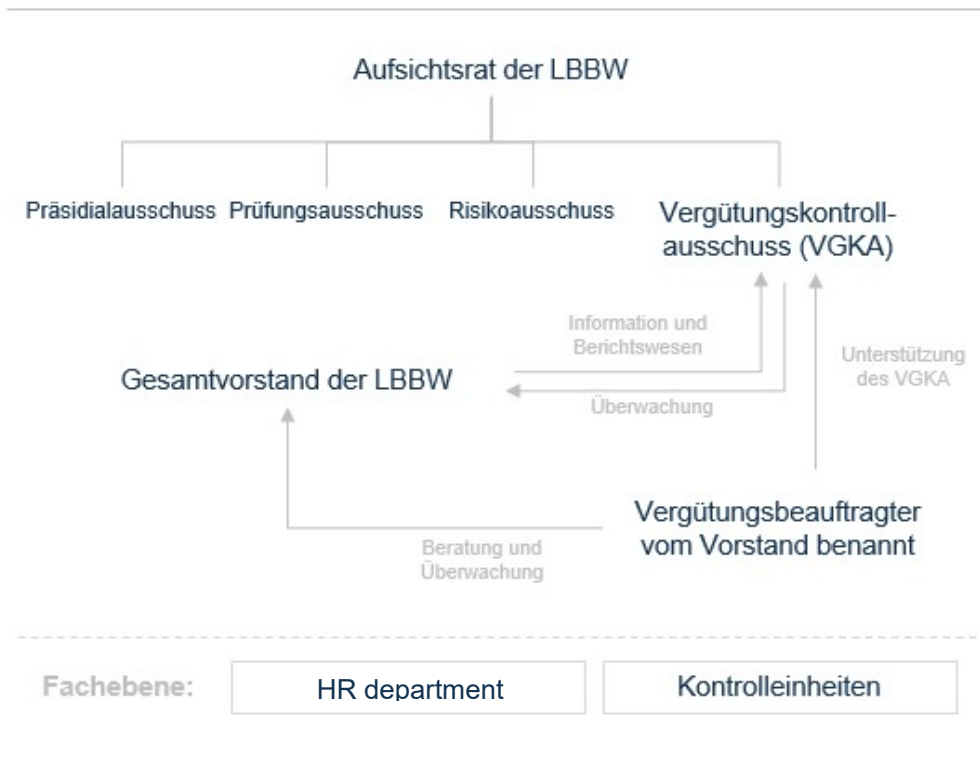 Aufsichtsrat der LBBW
Präsidialausschuss
Prüfungsausschuss
Risikoausschuss
Vergütungskontroll-
ausschuss (VGKA)
Information und
Berichtswesen
Unterstützung
des VGKA
Gesamtvorstand der LBBW
Überwachung
Vergütungsbeauftragter
vom Vorstand benannt
Beratung und
Überwachung
Fachebene:
HR department
Kontrolleinheiten